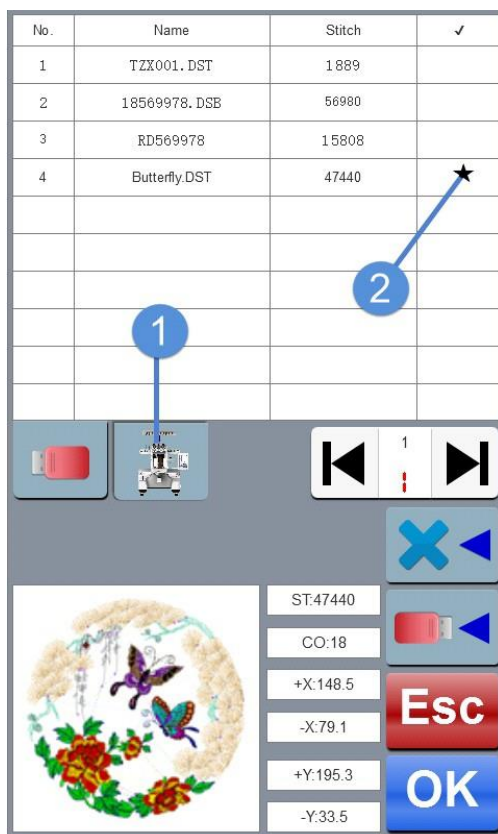 No. Name Stitch ✓
1 TZX001.DST 1889
2 18569978.DSB 56980
3 RD569978 15808
4 Butterfly.DST 47440 ★
2
1
1
ST:47440
CO:18
+X:148.5
-X:79.1
Esc
+Y:195.3
OK
-Y:33.5